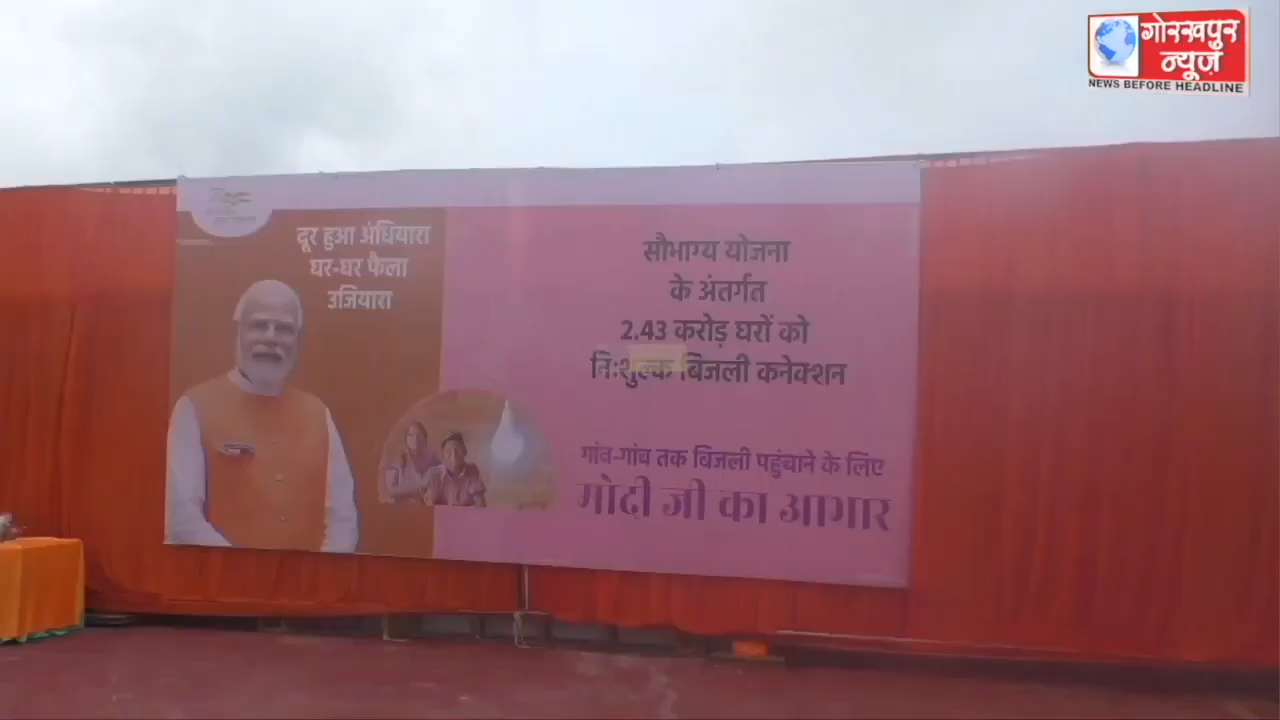 गोरखपुर
न्यूज़
NEWS BEFORE HEADLINE
दूर हुआ अंधियारा
घर-घर फैला
उजियारा
सौभाग्य योजना
के अंतर्गत
2.43 करोड़ घरों को
निःशुल्क बिजली कनेक्शन
गांव-गांव तक बिजली पहुंचाने के लिए
मोदी जी का आभार